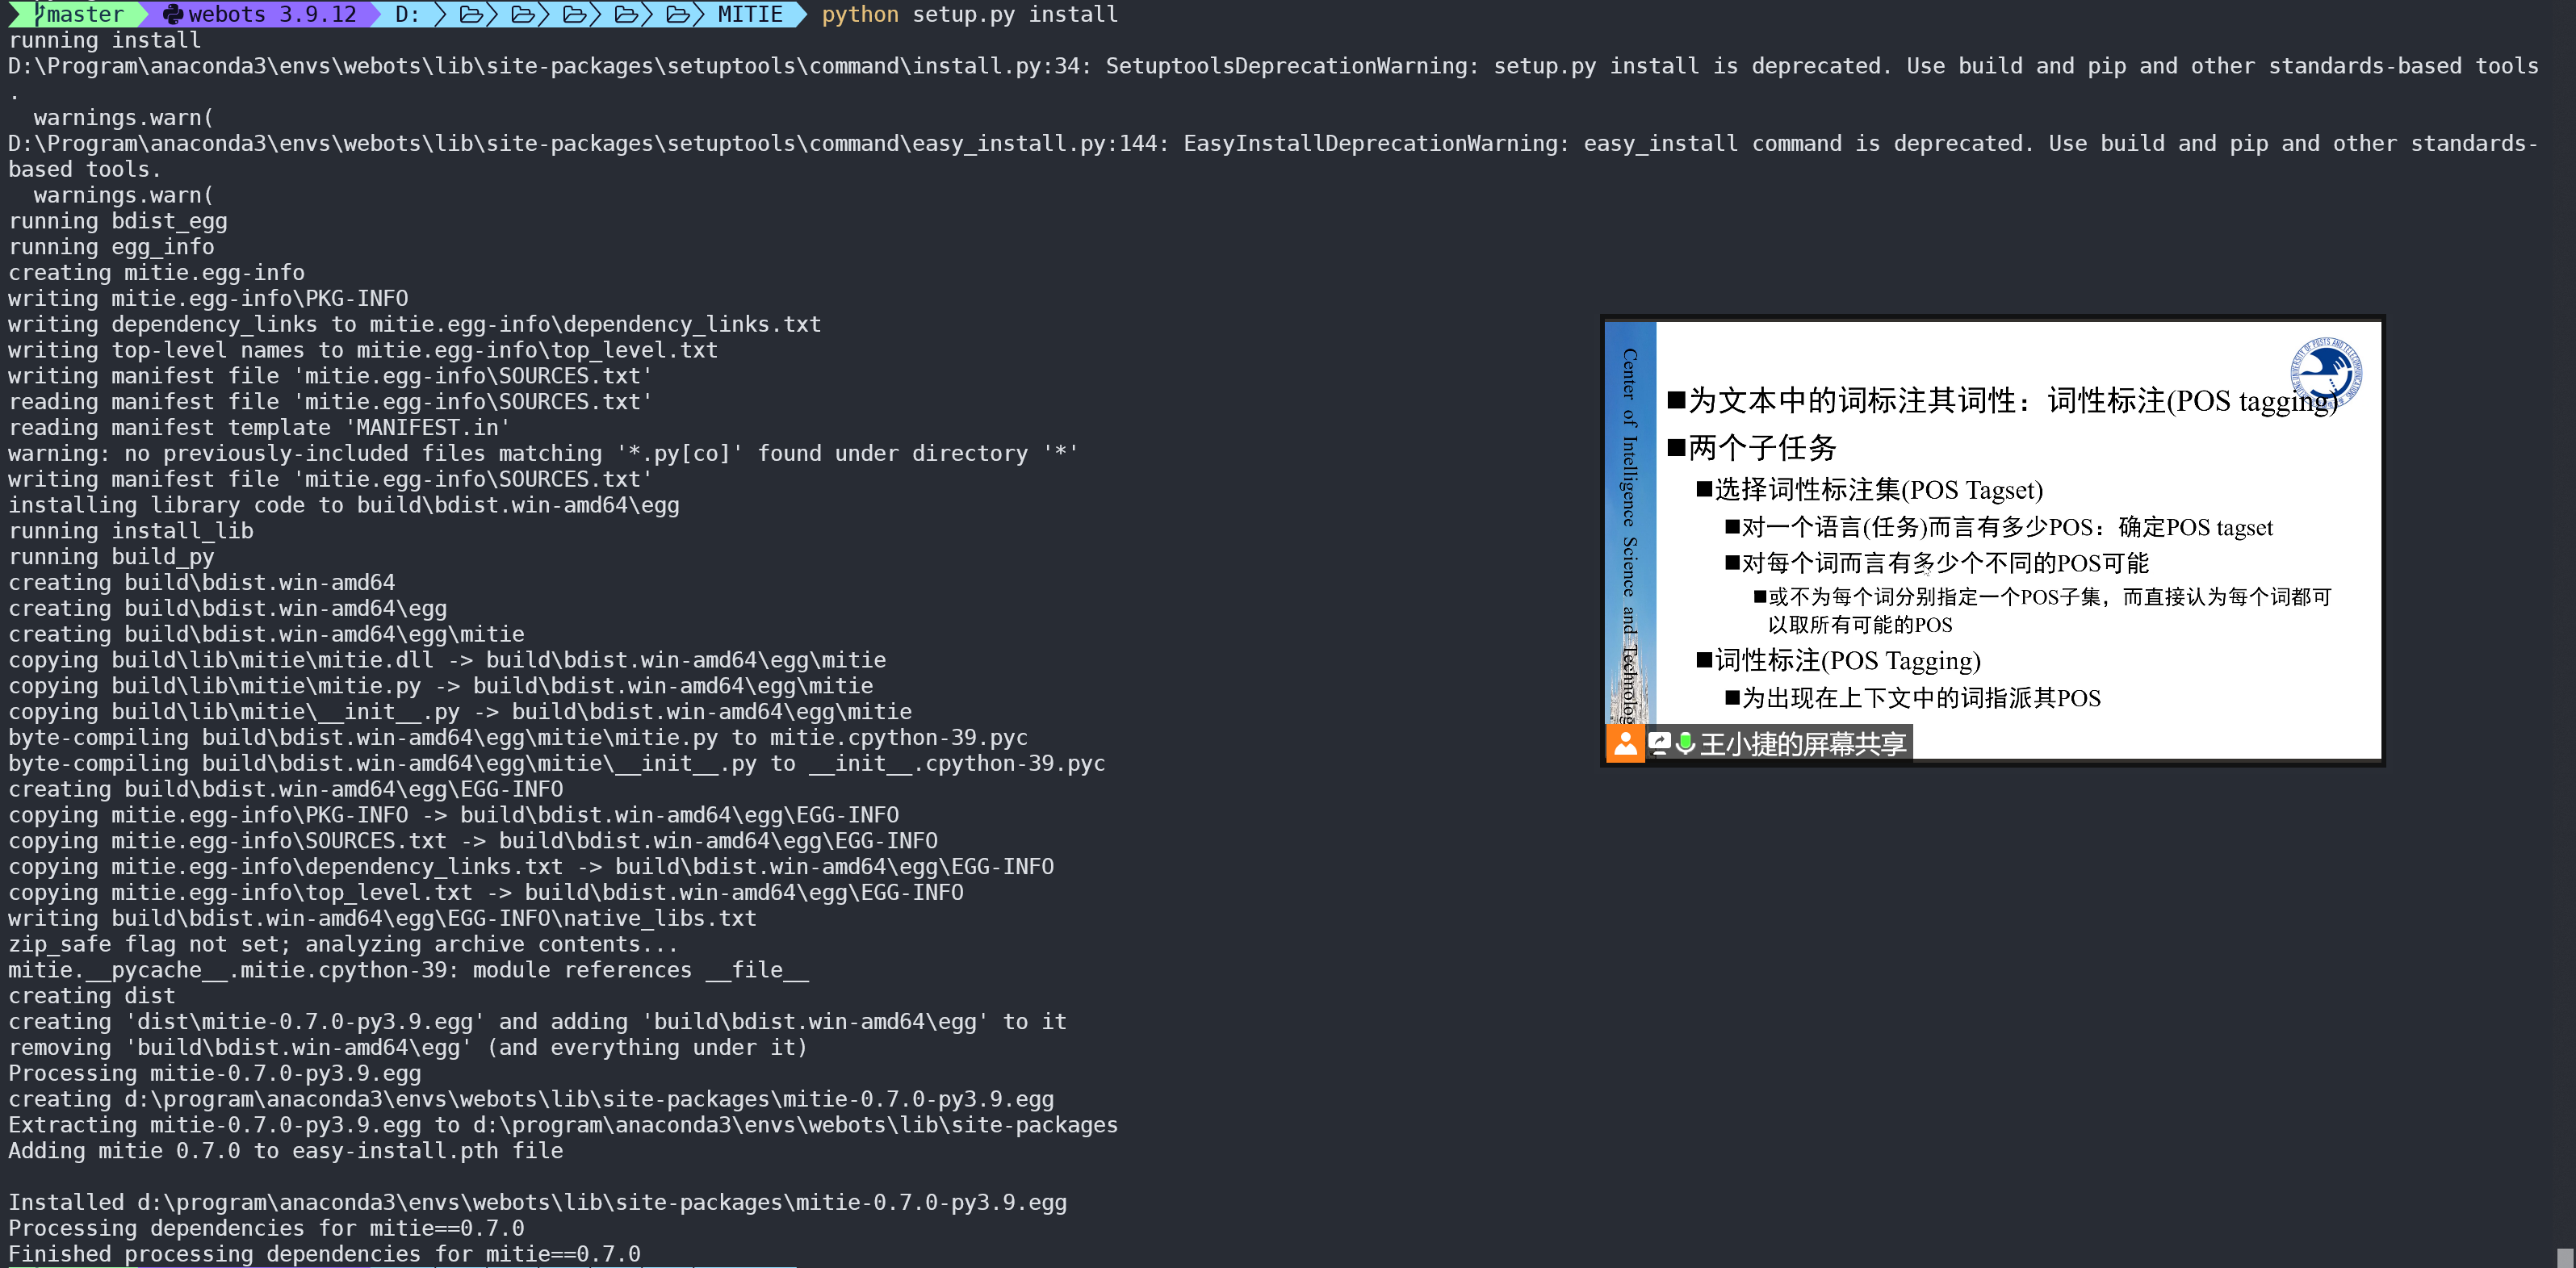 master webots 3.9.12 D: MITIE python setup.py install
running install
D:\Program\anaconda3\envs\webots\lib\site-packages\setuptools\command\install.py:34: SetuptoolsDeprecationWarning: setup.py install is deprecated. Use build and pip and other standards-based tools
.
  warnings.warn(
D:\Program\anaconda3\envs\webots\lib\site-packages\setuptools\command\easy_install.py:144: EasyInstallDeprecationWarning: easy_install command is deprecated. Use build and pip and other standards-
based tools.
  warnings.warn(
running bdist_egg
running egg_info
creating mitie.egg-info
writing mitie.egg-info\PKG-INFO
writing dependency_links to mitie.egg-info\dependency_links.txt
writing top-level names to mitie.egg-info\top_level.txt
writing manifest file 'mitie.egg-info\SOURCES.txt'
reading manifest file 'mitie.egg-info\SOURCES.txt'
reading manifest template 'MANIFEST.in'
warning: no previously-included files matching '*.py[co]' found under directory '*'
writing manifest file 'mitie.egg-info\SOURCES.txt'
installing library code to build\bdist.win-amd64\egg
running install_lib
running build_py
creating build\bdist.win-amd64
creating build\bdist.win-amd64\egg
creating build\bdist.win-amd64\egg\mitie
copying build\lib\mitie\mitie.dll -> build\bdist.win-amd64\egg\mitie
copying build\lib\mitie\mitie.py -> build\bdist.win-amd64\egg\mitie
copying build\lib\mitie\__init__.py -> build\bdist.win-amd64\egg\mitie
byte-compiling build\bdist.win-amd64\egg\mitie\mitie.py to mitie.cpython-39.pyc
byte-compiling build\bdist.win-amd64\egg\mitie\__init__.py to __init__.cpython-39.pyc
creating build\bdist.win-amd64\egg\EGG-INFO
copying mitie.egg-info\PKG-INFO -> build\bdist.win-amd64\egg\EGG-INFO
copying mitie.egg-info\SOURCES.txt -> build\bdist.win-amd64\egg\EGG-INFO
copying mitie.egg-info\dependency_links.txt -> build\bdist.win-amd64\egg\EGG-INFO
copying mitie.egg-info\top_level.txt -> build\bdist.win-amd64\egg\EGG-INFO
writing build\bdist.win-amd64\egg\EGG-INFO\native_libs.txt
zip_safe flag not set; analyzing archive contents...
mitie.__pycache__.mitie.cpython-39: module references __file__
creating dist
creating 'dist\mitie-0.7.0-py3.9.egg' and adding 'build\bdist.win-amd64\egg' to it
removing 'build\bdist.win-amd64\egg' (and everything under it)
Processing mitie-0.7.0-py3.9.egg
creating d:\program\anaconda3\envs\webots\lib\site-packages\mitie-0.7.0-py3.9.egg
Extracting mitie-0.7.0-py3.9.egg to d:\program\anaconda3\envs\webots\lib\site-packages
Adding mitie 0.7.0 to easy-install.pth file
Installed d:\program\anaconda3\envs\webots\lib\site-packages\mitie-0.7.0-py3.9.egg
Processing dependencies for mitie==0.7.0
Finished processing dependencies for mitie==0.7.0
Center of Intelligence Science and Technolog
■为文本中的词标注其词性：词性标注(POS tagging)
■两个子任务
■选择词性标注集(POS Tagset)
■对一个语言(任务)而言有多少POS：确定POS tagset
■对每个词而言有多少个不同的POS可能
■或不为每个词分别指定一个POS子集，而直接认为每个词都可
以取所有可能的POS
■词性标注(POS Tagging)
■为出现在上下文中的词指派其POS
王小捷的屏幕共享